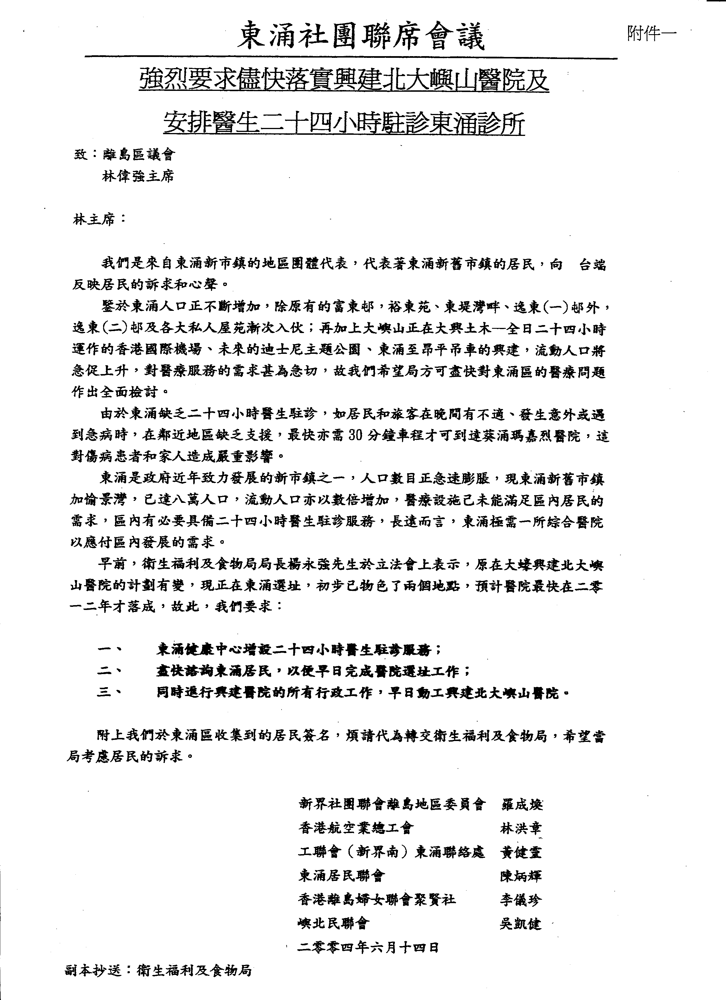 東涌社團聯席會議
附件一
強烈要求儘快落實興建北大嶼山醫院及
安排醫生二十四小時駐診東涌診所
致：離島區議會
林偉強主席
林主席：
我們是來自東涌新市鎮的地區團體代表，代表著東涌新舊市鎮的居民，向　台端
反映居民的訴求和心聲。
鑒於東涌人口正不斷增加，除原有的富東邨，裕東苑、東堤灣畔、逸東(一)邨外，
逸東(二)邨及各大私人屋苑漸次入伙；再加上大嶼山正在大興土木—全日二十四小時
運作的香港國際機場、未來的迪士尼主題公園、東涌至昂平吊車的興建，流動人口將
急促上升，對醫療服務的需求甚為急切，故我們希望局方可盡快對東涌區的醫療問題
作出全面檢討。
由於東涌缺乏二十四小時醫生駐診，如居民和旅客在晚間有不適、發生意外或遇
到急病時，在鄰近地區缺乏支援，最快亦需 30 分鐘車程才可到達葵涌瑪嘉烈醫院，這
對傷病患者和家人造成嚴重影響。
東涌是政府近年致力發展的新市鎮之一，人口數目正急速膨脹，現東涌新舊市鎮
加愉景灣，已達八萬人口，流動人口亦以數倍增加，醫療設施已未能滿足區內居民的
需求，區內有必要具備二十四小時醫生駐診服務，長遠而言，東涌極需一所綜合醫院
以應付區內發展的需求。
早前，衛生福利及食物局局長楊永強先生於立法會上表示，原在大蠔興建北大嶼
山醫院的計劃有變，現正在東涌選址，初步已物色了兩個地點，預計醫院最快在二零
一二年才落成，故此，我們要求：
一、　東涌健康中心增設二十四小時醫生駐診服務；
二、　盡快諮詢東涌居民，以便早日完成醫院選址工作；
三、　同時進行興建醫院的所有行政工作，早日動工興建北大嶼山醫院。
附上我們於東涌區收集到的居民簽名，煩請代為轉交衛生福利及食物局，希望當
局考慮居民的訴求。
新界社團聯會離島地區委員會　羅成煥
香港航空業總工會　林洪章
工聯會（新界南）東涌聯絡處　黃健靈
東涌居民聯會　陳炳輝
香港離島婦女聯會聚賢社　李儀珍
嶼北民聯會　吳凱健
二零零四年六月十四日
副本抄送：衛生福利及食物局